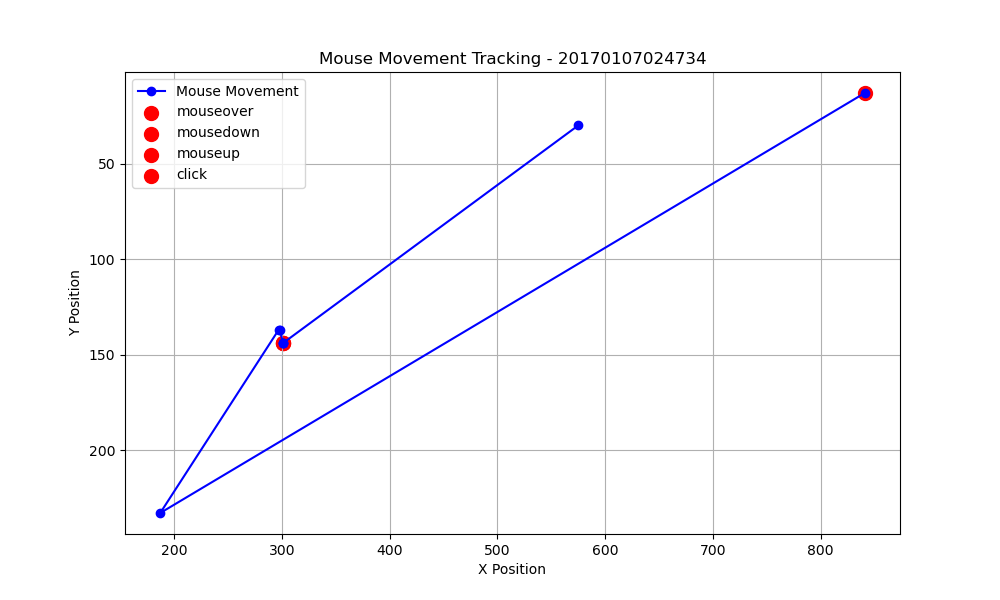 Mouse Movement Tracking - 20170107024734
Mouse Movement
mouseover
mousedown
mouseup
click
50
100
150
200
Y Position
200 300 400 500 600 700 800
X Position